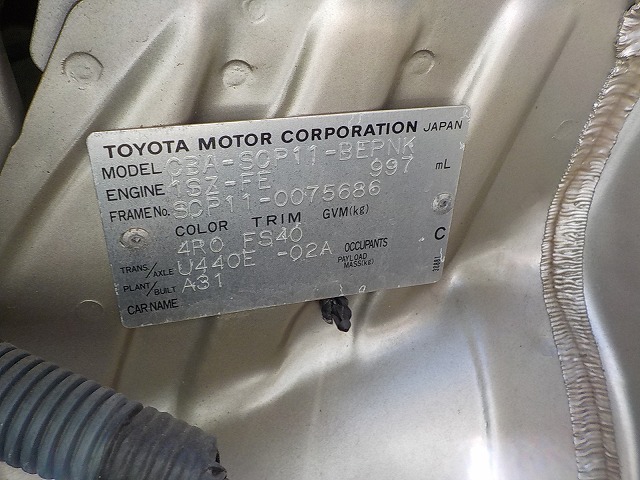 TOYOTA MOTOR CORPORATION JAPAN
MODEL CBA-SCP11-BEPNK
ENGINE 1SZ-FE 997 mL
FRAME No. SCP11-0075686
COLOR TRIM GVM(kg)
4R0 FS40 C
TRANS/AXLE U440E -02A OCCUPANTS
PLANT/BUILT A31 PAYLOAD MASS(kg)
CAR NAME